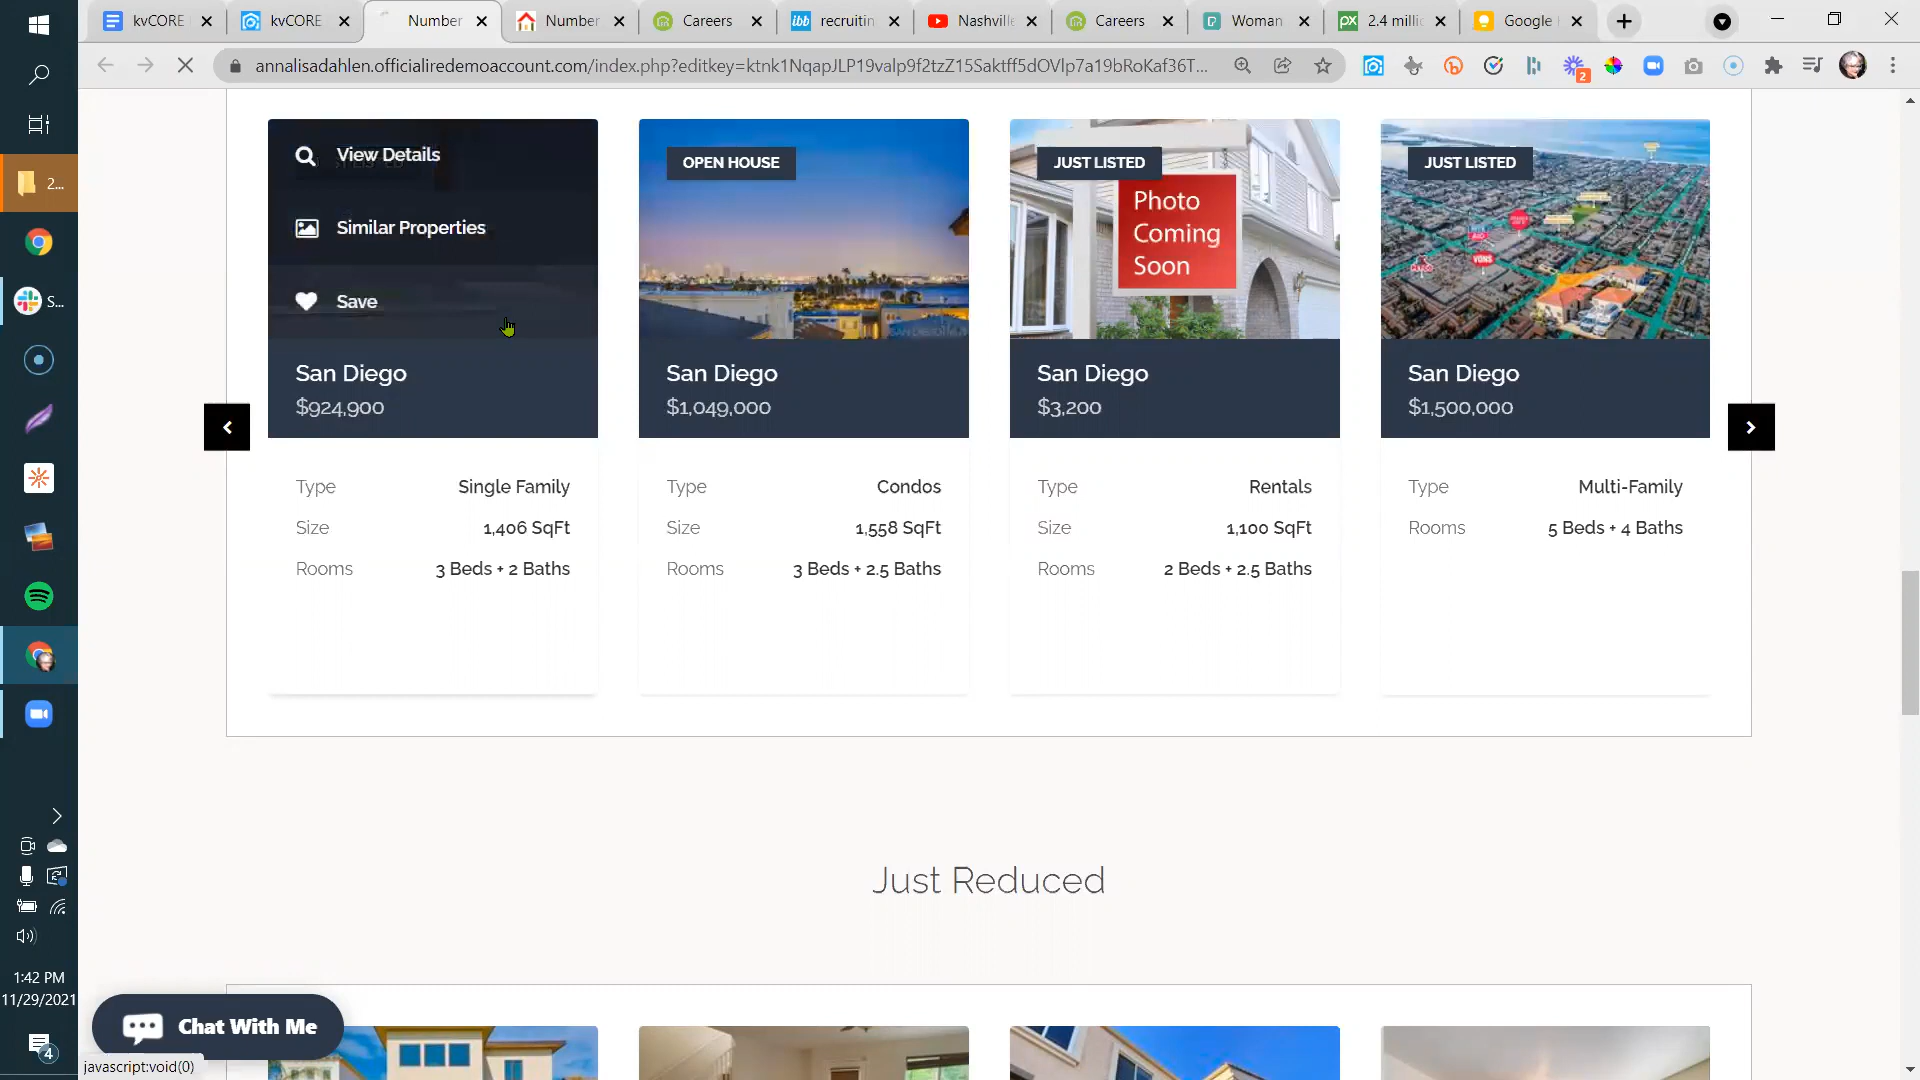 kvCORE
kvCORE
Number
Number
Careers
recruitin
Nashville
Careers
Woman
2.4 millic
Google
annalisadahlen.officialiredemoaccount.com/index.php?editkey=ktnk1NqapJLP19valp9f2tzZ15Saktff5dOVlp7a19bRoKaf36T...
2
2...
S...
View Details
Similar Properties
Save
San Diego
$924,900
Type Single Family
Size 1,406 SqFt
Rooms 3 Beds + 2 Baths
OPEN HOUSE
San Diego
$1,049,000
Type Condos
Size 1,558 SqFt
Rooms 3 Beds + 2.5 Baths
JUST LISTED
Photo
Coming
Soon
San Diego
$3,200
Type Rentals
Size 1,100 SqFt
Rooms 2 Beds + 2.5 Baths
JUST LISTED
VONS
San Diego
$1,500,000
Type Multi-Family
Rooms 5 Beds + 4 Baths
Just Reduced
Chat With Me
javascript:void(0)
1:42 PM
11/29/2021
4